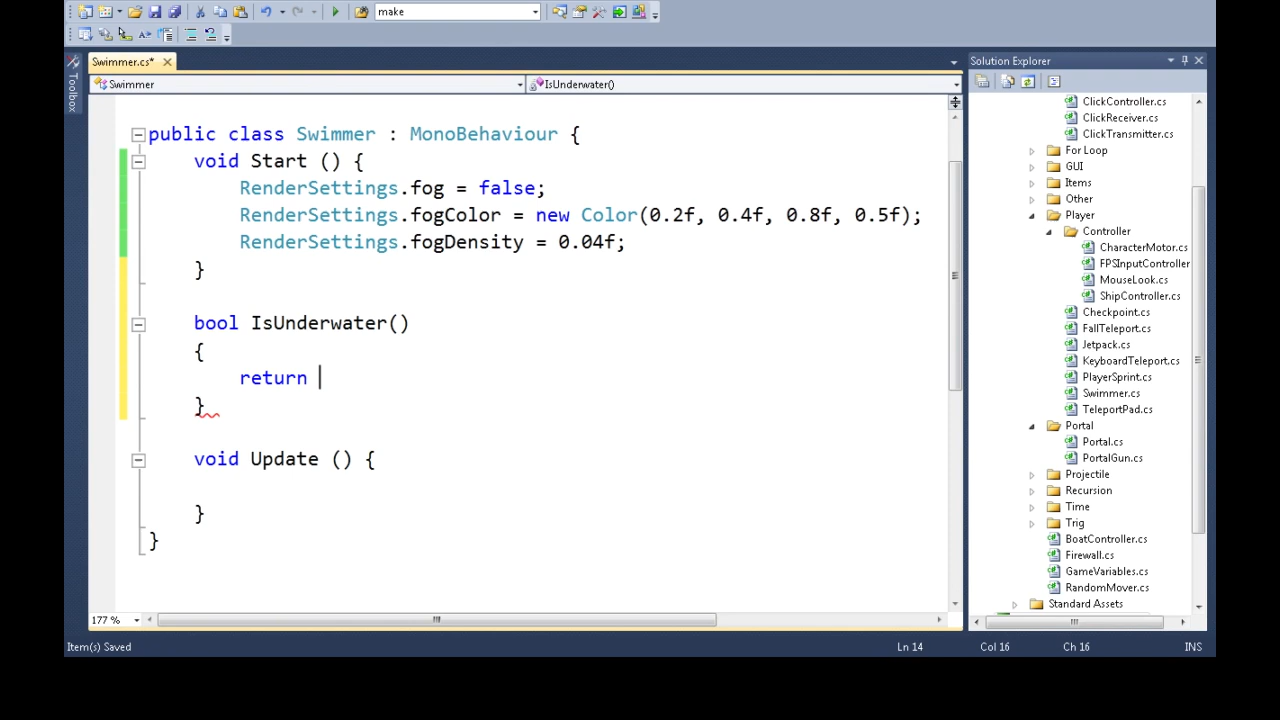 make
Swimmer.cs*
Solution Explorer
Toolbox
Swimmer
IsUnderwater()
public class Swimmer : MonoBehaviour {
void Start () {
RenderSettings.fog = false;
RenderSettings.fogColor = new Color(0.2f, 0.4f, 0.8f, 0.5f);
RenderSettings.fogDensity = 0.04f;
}
bool IsUnderwater()
{
return
}
void Update () {
}
}
ClickController.cs
ClickReceiver.cs
ClickTransmitter.cs
For Loop
GUI
Items
Other
Player
Controller
CharacterMotor.cs
FPSInputController
MouseLook.cs
ShipController.cs
Checkpoint.cs
FallTeleport.cs
Jetpack.cs
KeyboardTeleport.cs
PlayerSprint.cs
Swimmer.cs
TeleportPad.cs
Portal
Portal.cs
PortalGun.cs
Projectile
Recursion
Time
Trig
BoatController.cs
Firewall.cs
GameVariables.cs
RandomMover.cs
Standard Assets
177 %
Item(s) Saved
Ln 14
Col 16
Ch 16
INS